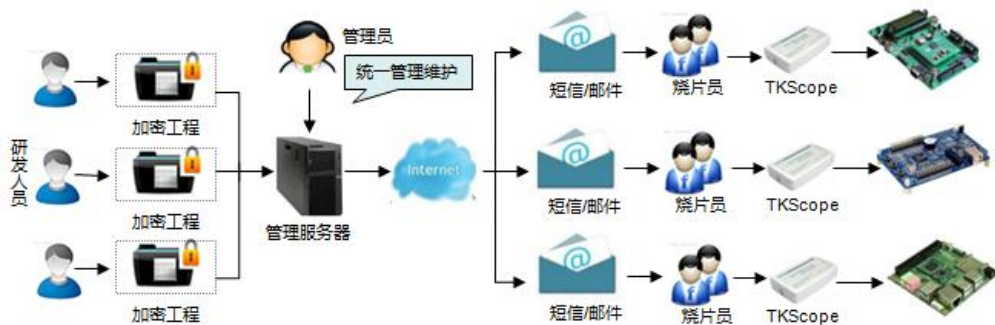 管理员
统一管理维护
研发人员
加密工程
加密工程
加密工程
管理服务器
Internet
短信/邮件
烧片员
TKScope
短信/邮件
烧片员
TKScope
短信/邮件
烧片员
TKScope